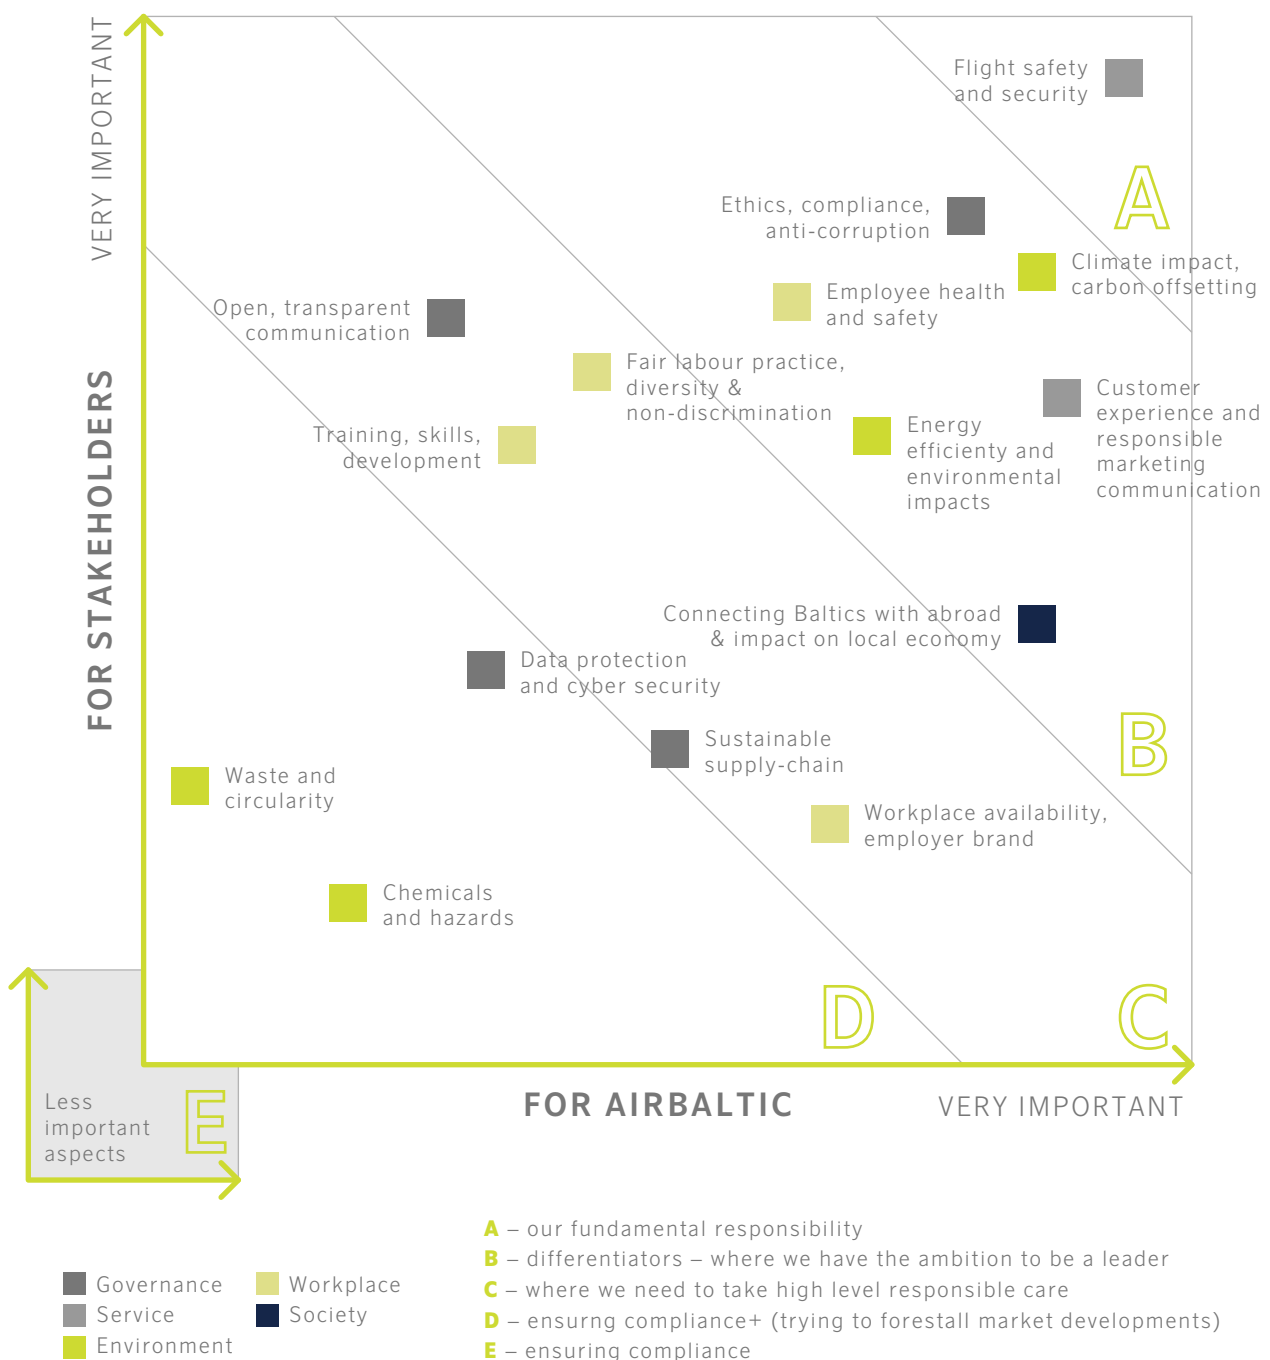 VERY IMPORTANT
FOR STAKEHOLDERS
Flight safety
and security
A
Ethics, compliance,
anti-corruption
Climate impact,
carbon offsetting
Employee health
and safety
Open, transparent
communication
Fair labour practice,
diversity &
non-discrimination
Customer
experience and
responsible
marketing
communication
Energy
efficienty and
environmental
impacts
Training, skills,
development
Connecting Baltics with abroad
& impact on local economy
Data protection
and cyber security
B
Sustainable
supply-chain
Waste and
circularity
Workplace availability,
employer brand
Chemicals
and hazards
D
C
FOR AIRBALTIC
VERY IMPORTANT
Less
important
aspects
E
Governance
Service
Environment
Workplace
Society
A – our fundamental responsibility
B – differentiators – where we have the ambition to be a leader
C – where we need to take high level responsible care
D – ensurng compliance+ (trying to forestall market developments)
E – ensuring compliance